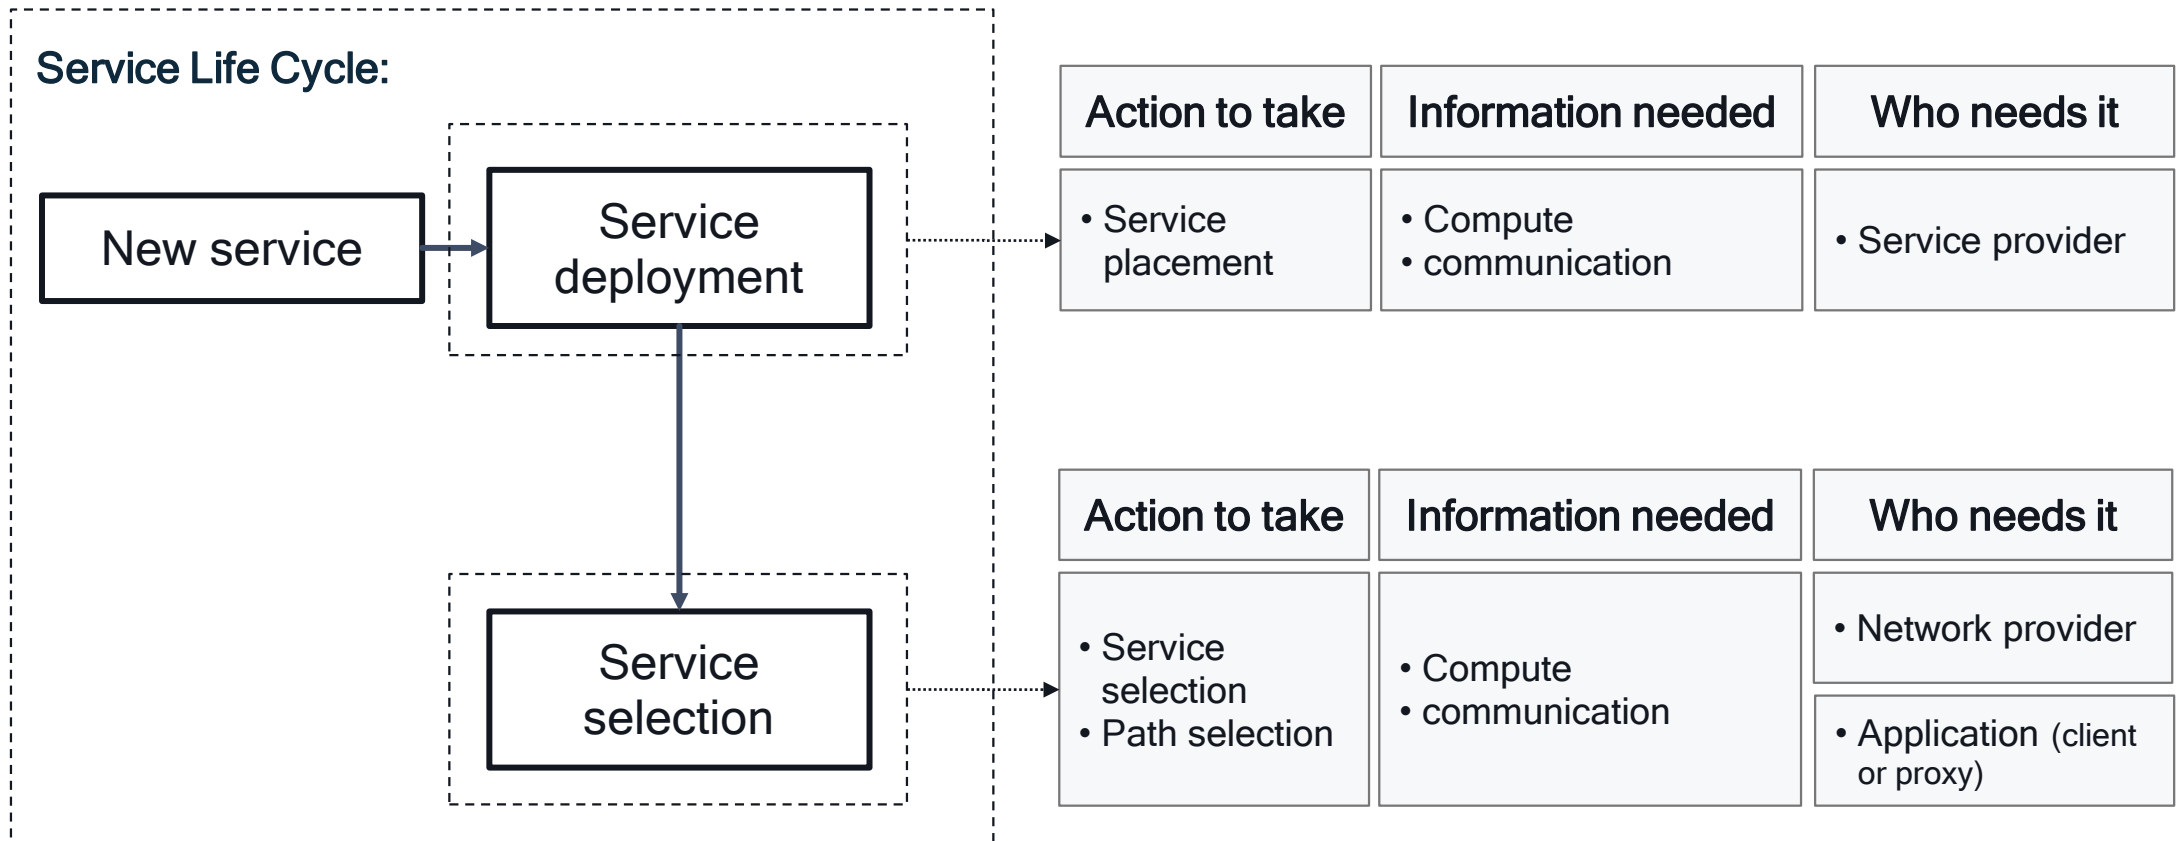 Service Life Cycle:
New service
Service
deployment
Action to take
Information needed
Who needs it
• Service
placement
• Compute
• communication
• Service provider
Service
selection
Action to take
Information needed
Who needs it
• Service
selection
• Path selection
• Compute
• communication
• Network provider
• Application (client
or proxy)